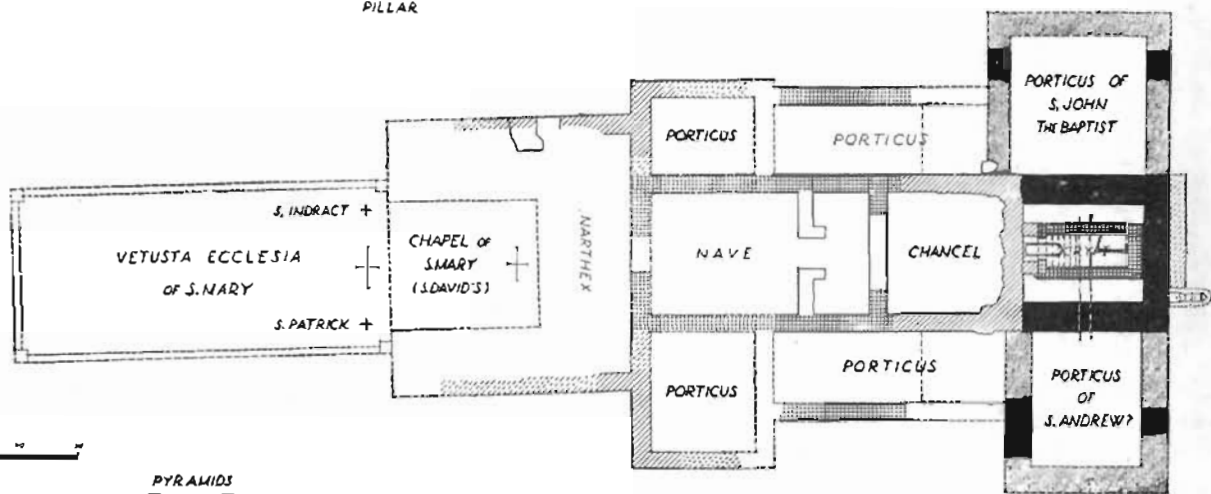 PILLAR
PORTICUS OF
S. JOHN
THE BAPTIST
PORTICUS
PORTICUS
S. INDRACT +
VETUSTA ECCLESIA
OF S. MARY
S. PATRICK +
CHAPEL OF
S. MARY
(S. DAVID'S)
NARTHEX
NAVE
CHANCEL
PORTICUS
PORTICUS
PORTICUS
OF
S. ANDREW?
PYRAMIDS